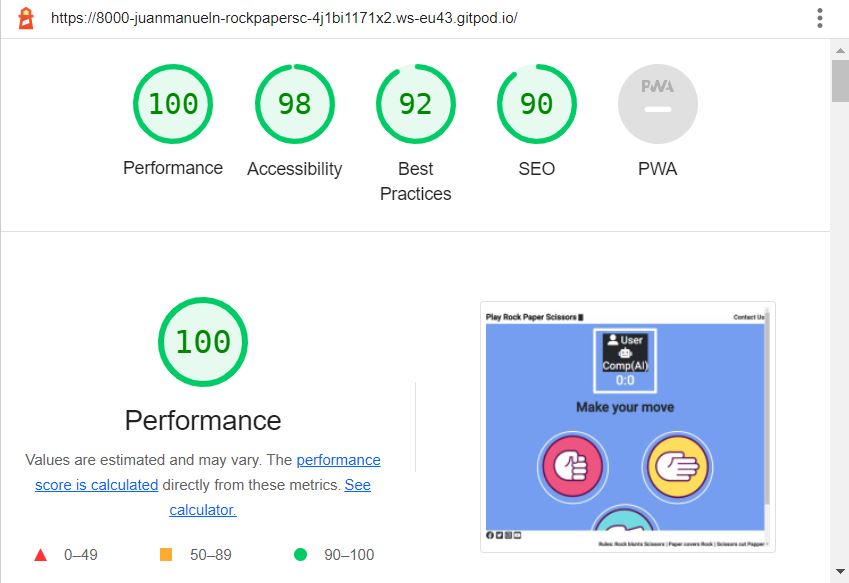 https://8000-juanmanueln-rockpapersc-4j1bi1171x2.ws-eu43.gitpod.io/
100
98
92
90
PWA
Performance
Accessibility
Best
Practices
SEO
PWA
100
Performance
Values are estimated and may vary. The performance
score is calculated directly from these metrics. See
calculator.
0–49
50–89
90–100
Play Rock Paper Scissors
Contact Us
User
Comp(AI)
0:0
Make your move
Rules: Rock blunts Scissors | Paper covers Rock | Scissors cut Papper